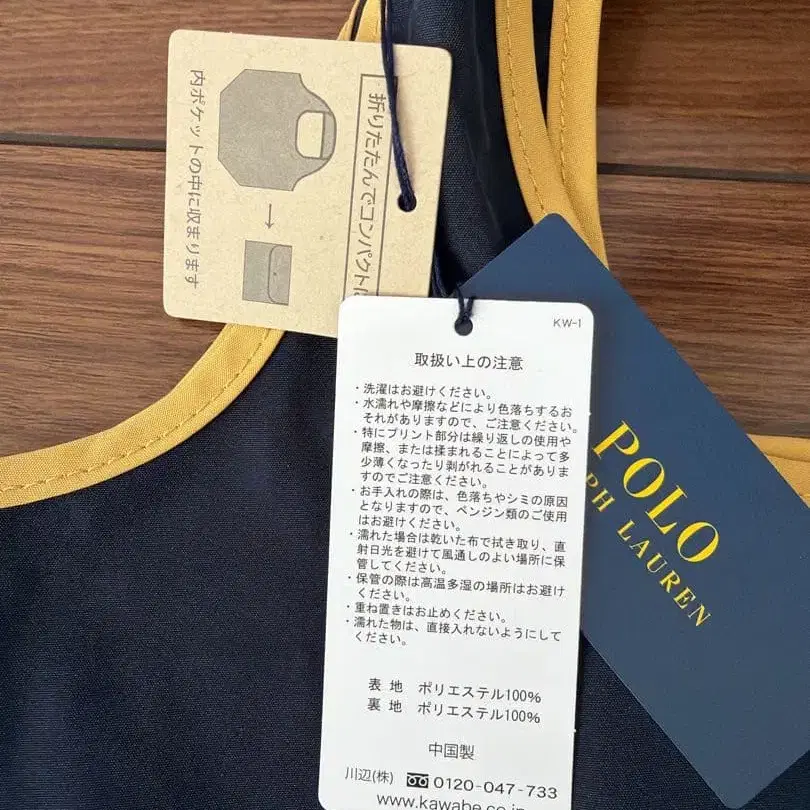 折りたたんでコンパクトに
内ポケットの中に収まります
KW-1
取扱い上の注意
・洗濯はお避けください。
・水濡れや摩擦などにより色落ちするお
それがありますので、ご注意ください。
・特にプリント部分は繰り返しの使用や
摩擦、または揉まれることによって多
少薄くなったり剥がれることがありま
すのでご注意ください。
・お手入れの際は、色落ちやシミの原因
となりますので、ベンジン類のご使用
はお避けください。
・濡れた場合は乾いた布で拭き取り、直
射日光を避けて風通しのよい場所に保
管してください。
・保管の際は高温多湿の場所はお避け
ください。
・重ね置きはお止めください。
・濡れた物は、直接入れないようにして
ください。
表 地 ポリエステル100%
裏 地 ポリエステル100%
中国製
川辺(株) 0120-047-733
www.kawabe.co.jp
POLO
PH LAUREN